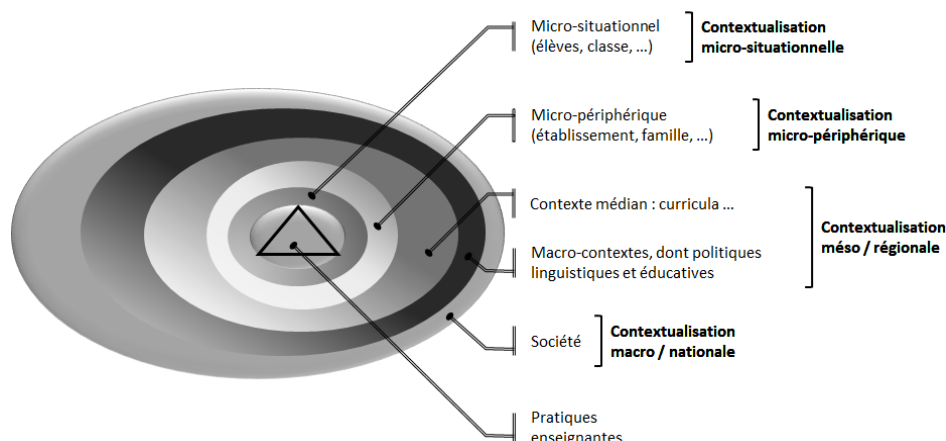 Micro-situationnel
(élèves, classe, ...)
Contextualisation
micro-situationnelle
Micro-périphérique
(établissement, famille, ...)
Contextualisation
micro-périphérique
Contexte médian : curricula ...
Macro-contextes, dont politiques
linguistiques et éducatives
Contextualisation
méso / régionale
Société
Contextualisation
macro / nationale
Pratiques
enseignantes